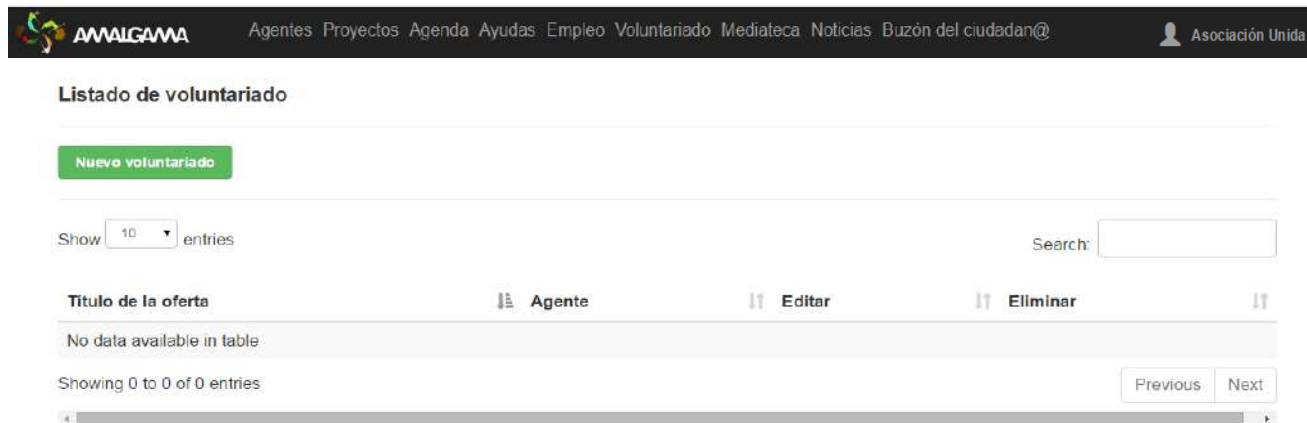 AMALGAMA Agentes Proyectos Agenda Ayudas Empleo Voluntariado Mediateca Noticias Buzón del ciudadan@ Asociación Unida
Listado de voluntariado
Nuevo voluntariado
Show 10 entries Search:
Título de la oferta Agente Editar Eliminar
No data available in table
Showing 0 to 0 of 0 entries Previous Next